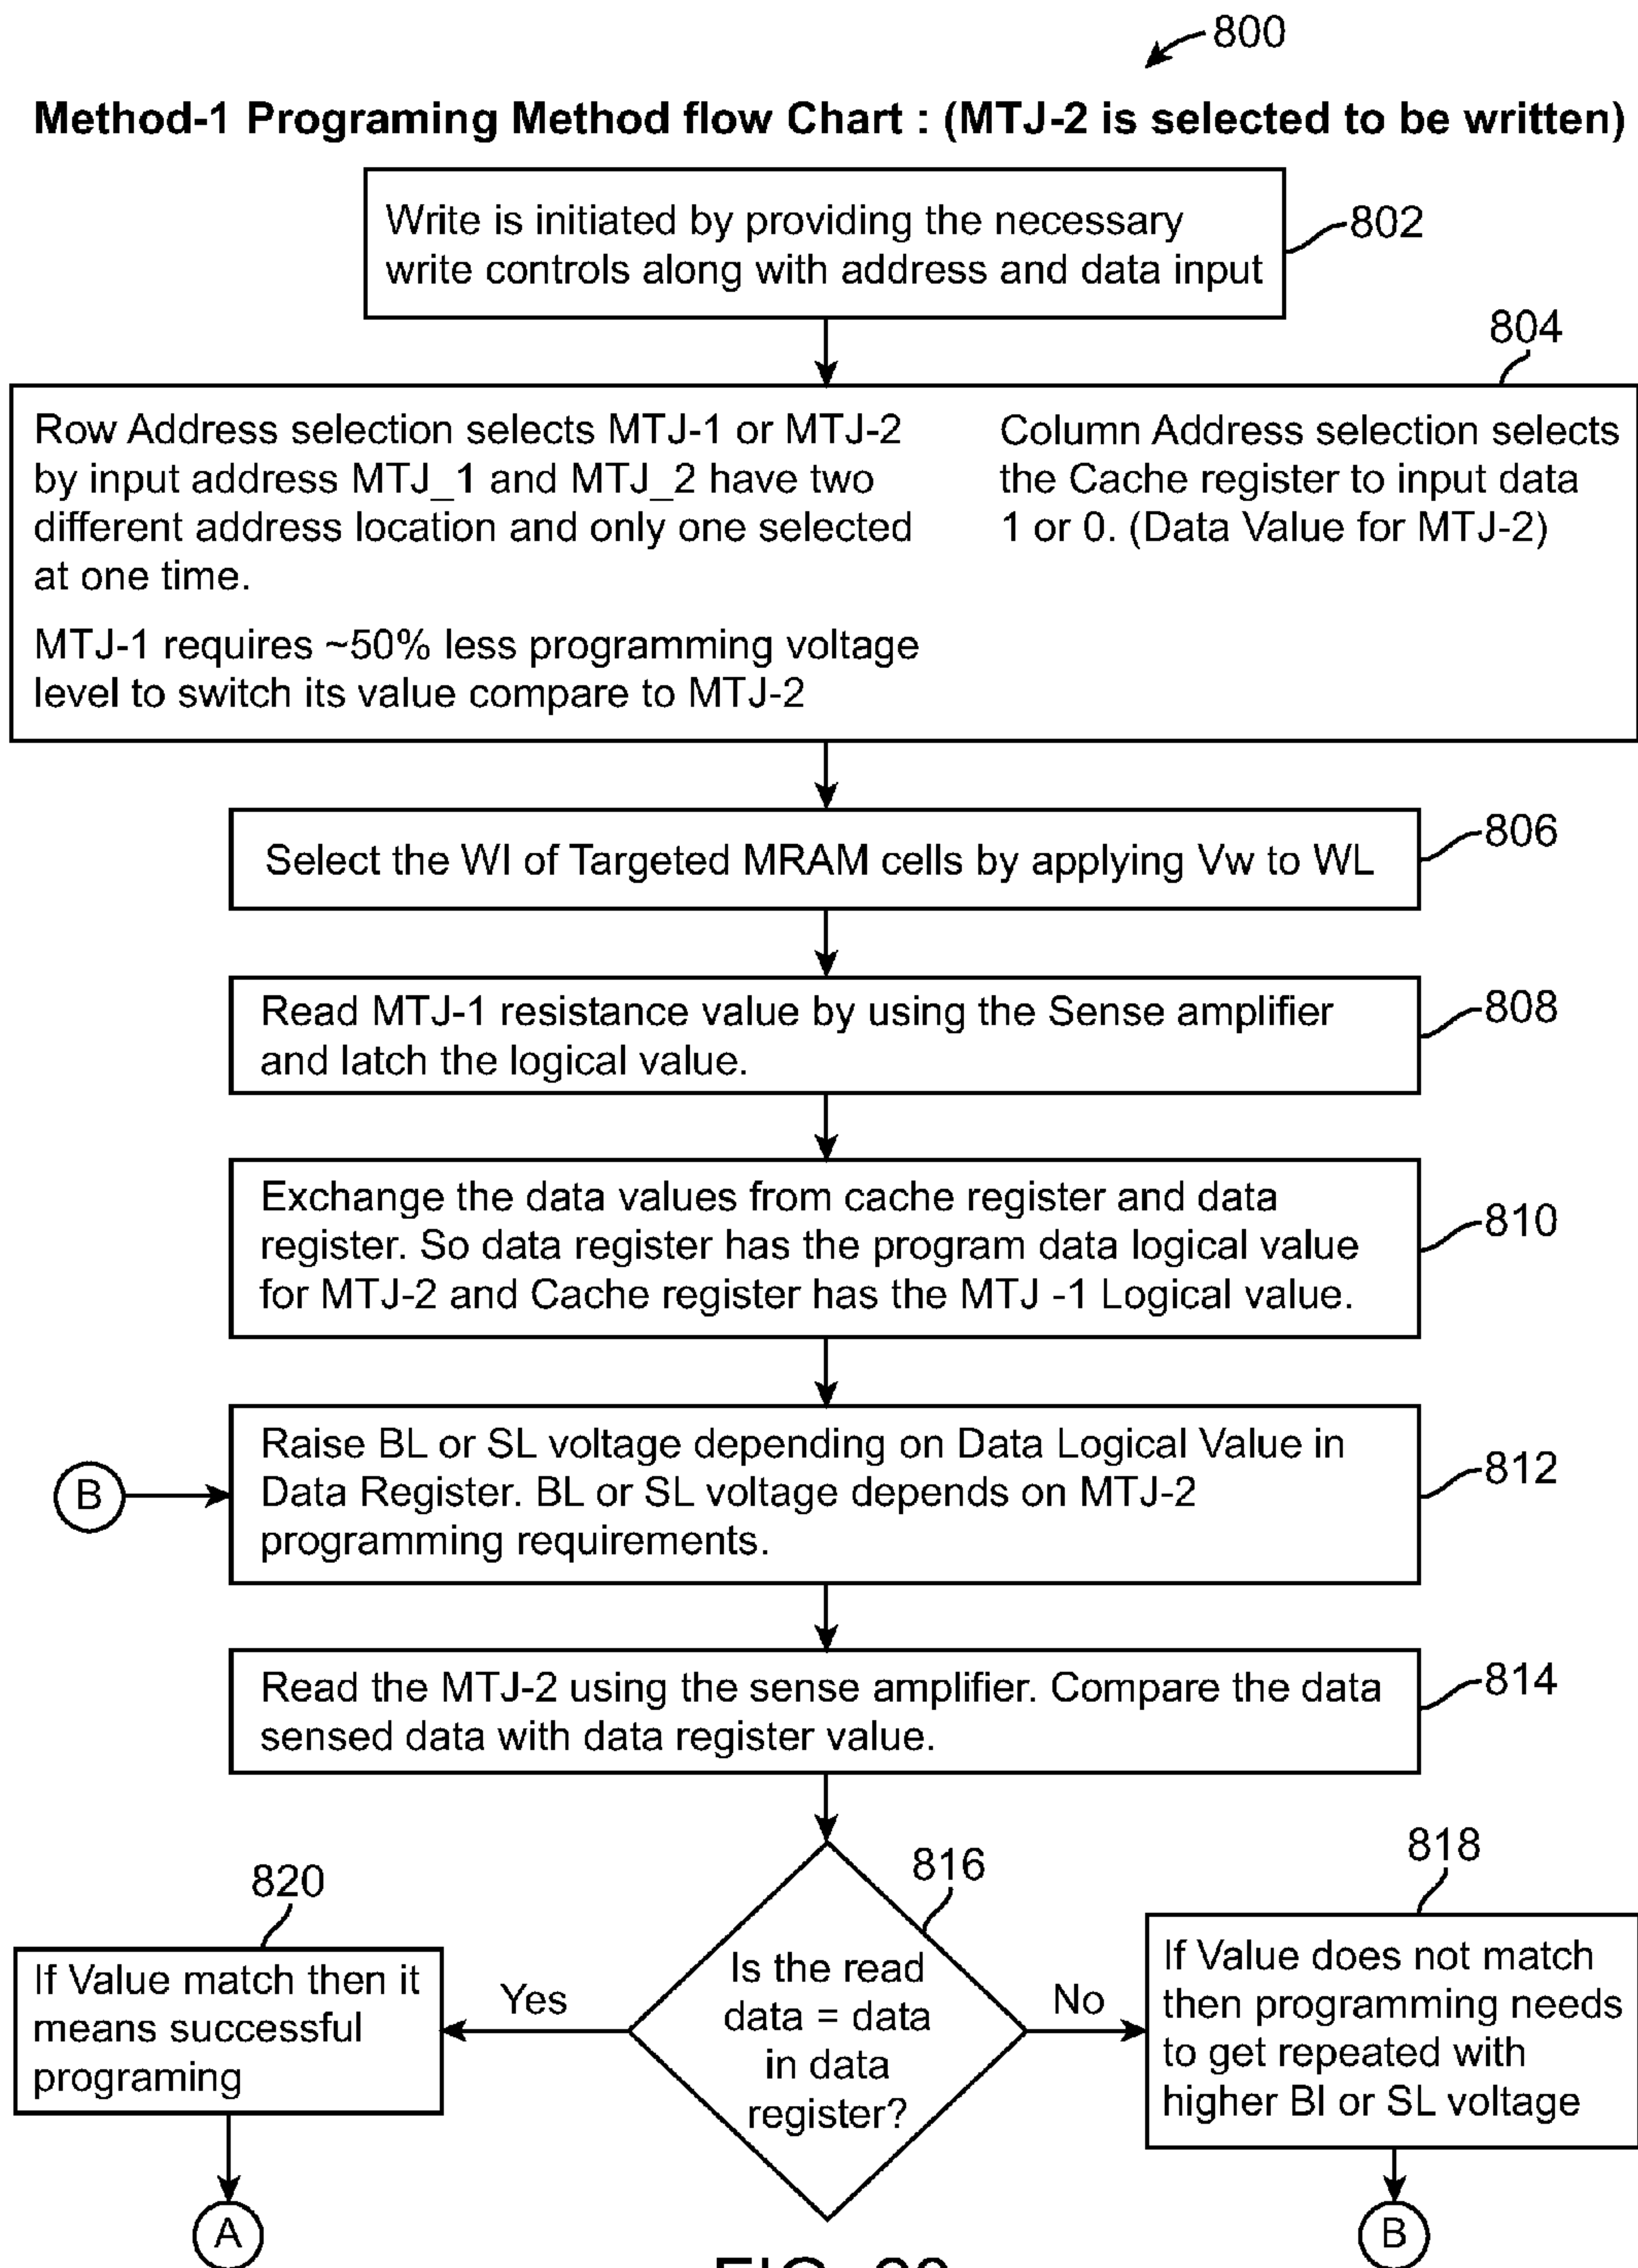 800
Method-1 Programing Method flow Chart : (MTJ-2 is selected to be written)
Write is initiated by providing the necessary
write controls along with address and data input
802
804
Row Address selection selects MTJ-1 or MTJ-2
by input address MTJ_1 and MTJ_2 have two
different address location and only one selected
at one time.
MTJ-1 requires ~50% less programming voltage
level to switch its value compare to MTJ-2
Column Address selection selects
the Cache register to input data
1 or 0. (Data Value for MTJ-2)
Select the Wl of Targeted MRAM cells by applying Vw to WL
806
Read MTJ-1 resistance value by using the Sense amplifier
and latch the logical value.
808
Exchange the data values from cache register and data
register. So data register has the program data logical value
for MTJ-2 and Cache register has the MTJ -1 Logical value.
810
B
Raise BL or SL voltage depending on Data Logical Value in
Data Register. BL or SL voltage depends on MTJ-2
programming requirements.
812
Read the MTJ-2 using the sense amplifier. Compare the data
sensed data with data register value.
814
820
If Value match then it
means successful
programing
Yes
816
Is the read
data = data
in data
register?
No
818
If Value does not match
then programming needs
to get repeated with
higher Bl or SL voltage
A
B